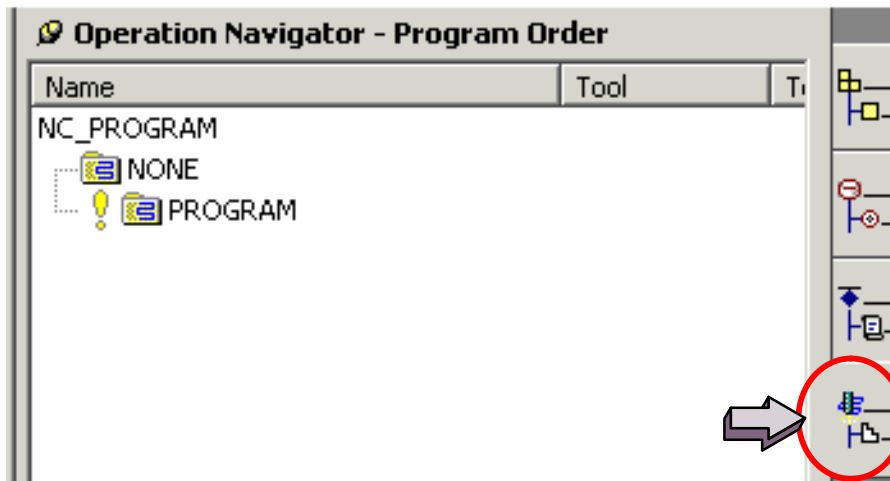 Operation Navigator - Program Order
Name Tool
NC_PROGRAM
NONE
PROGRAM